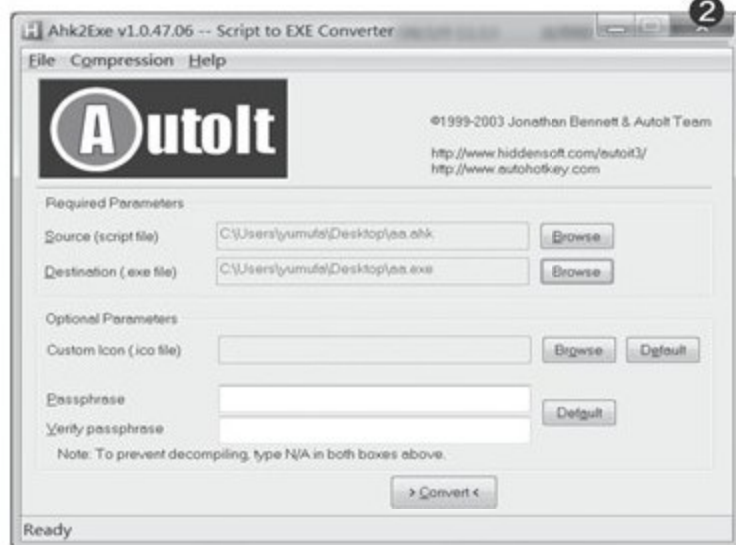 2
Ahk2Exe v1.0.47.06 -- Script to EXE Converter
File Compression Help
AutoIt
©1999-2003 Jonathan Bennett & AutoIt Team
http://www.hiddensoft.com/autoit3/
http://www.autohotkey.com
Required Parameters
Source (script file) C:\Users\yumufa\Desktop\aa.ahk Browse
Destination (.exe file) C:\Users\yumufa\Desktop\aa.exe Browse
Optional Parameters
Custom Icon (.ico file) Browse Default
Passphrase
Default
Verify passphrase
Note: To prevent decompiling, type N/A in both boxes above.
> Convert <
Ready